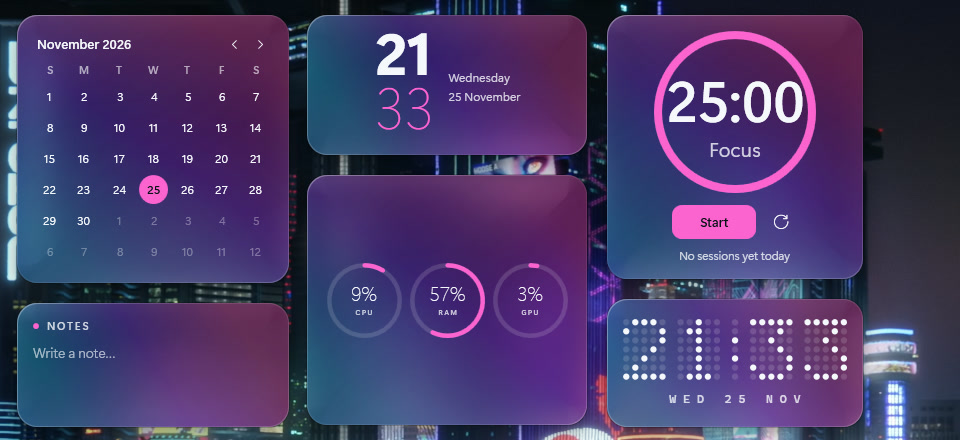 November 2026
S M T W T F S
1 2 3 4 5 6 7
8 9 10 11 12 13 14
15 16 17 18 19 20 21
22 23 24 25 26 27 28
29 30 1 2 3 4 5
6 7 8 9 10 11 12
NOTES
Write a note...
21
33
Wednesday
25 November
9%
CPU
57%
RAM
3%
GPU
25:00
Focus
Start
No sessions yet today
21:33
WED 25 NOV